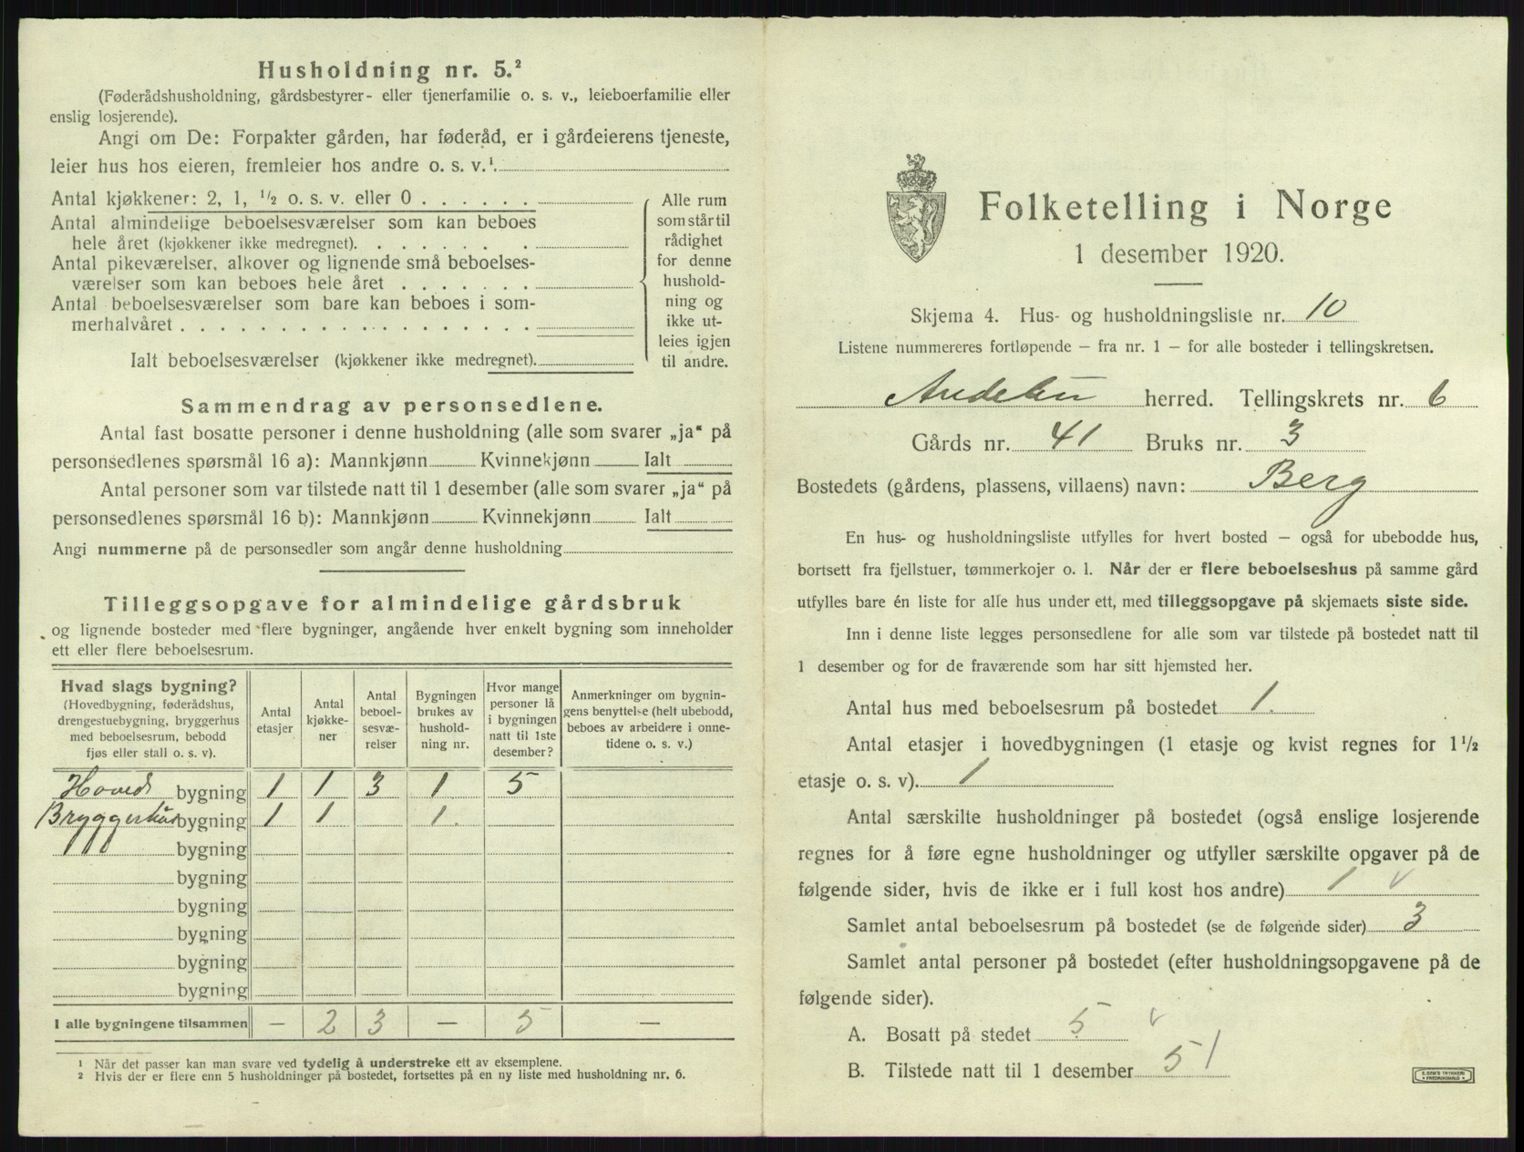 Husholdning nr. 5.²
(Føderådshusholdning, gårdsbestyrer- eller tjenerfamilie o. s. v., leieboerfamilie eller
enslig losjerende).
Angi om De: Forpakter gården, har føderåd, er i gårdeierens tjeneste,
leier hus hos eieren, fremleier hos andre o. s. v.¹
Antal kjøkkener: 2, 1, ½ o. s. v. eller 0 . . . . . .
Antal almindelige beboelsesværelser som kan beboes
hele året (kjøkkener ikke medregnet). . . . . . . .
Antal pikeværelser, alkover og lignende små beboelses-
værelser som kan beboes hele året . . . . . . .
Antal beboelsesværelser som bare kan beboes i som-
merhalvåret . . . . . . . . . . . . . . . . . .
Ialt beboelsesværelser (kjøkkener ikke medregnet).
Alle rum
som står til
rådighet
for denne
hushold-
ning og
ikke ut-
leies igjen
til andre.
Sammendrag av personsedlene.
Antal fast bosatte personer i denne husholdning (alle som svarer „ja“ på
personsedlenes spørsmål 16 a): Mannkjønn Kvinnekjønn Ialt
Antal personer som var tilstede natt til 1 desember (alle som svarer „ja“ på
personsedlenes spørsmål 16 b): Mannkjønn Kvinnekjønn Ialt
Angi nummerne på de personsedler som angår denne husholdning
Tilleggsopgave for almindelige gårdsbruk
og lignende bosteder med flere bygninger, angående hver enkelt bygning som inneholder
ett eller flere beboelsesrum.
Hvad slags bygning?
(Hovedbygning, føderådshus,
drengestuebygning, bryggerhus
med beboelsesrum, bebodd
fjøs eller stall o. s. v).
Antal
etasjer
Antal
kjøkke-
ner
Antal
beboel-
sesvæ-
relser
Bygningen
brukes av
hushold-
ning nr.
Hvor mange
personer lå
i bygningen
natt til 1ste
desember?
Anmerkninger om bygnin-
gens benyttelse (helt ubebodd,
beboes av arbeidere i onne-
tidene o. s. v.)
Hoved bygning 1 1 3 1 5
Bryggerhus bygning 1 1 1.
bygning
bygning
bygning
bygning
bygning
bygning
I alle bygningene tilsammen — 2 3 — 5 —
¹ Når det passer kan man svare ved tydelig å understreke ett av eksemplene.
² Hvis der er flere enn 5 husholdninger på bostedet, fortsettes på en ny liste med husholdning nr. 6.
Folketelling i Norge
1 desember 1920.
Skjema 4. Hus- og husholdningsliste nr. 10
Listene nummereres fortløpende — fra nr. 1 — for alle bosteder i tellingskretsen.
Andebu herred. Tellingskrets nr. 6
Gårds nr. 41 Bruks nr. 3
Bostedets (gårdens, plassens, villaens) navn: Berg
En hus- og husholdningsliste utfylles for hvert bosted — også for ubebodde hus,
bortsett fra fjellstuer, tømmerkojer o. l. Når der er flere beboelseshus på samme gård
utfylles bare én liste for alle hus under ett, med tilleggsopgave på skjemaets siste side.
Inn i denne liste legges personsedlene for alle som var tilstede på bostedet natt til
1 desember og for de fraværende som har sitt hjemsted her.
Antal hus med beboelsesrum på bostedet 1.
Antal etasjer i hovedbygningen (1 etasje og kvist regnes for 1½
etasje o. s. v). 1
Antal særskilte husholdninger på bostedet (også enslige losjerende
regnes for å føre egne husholdninger og utfyller særskilte opgaver på de
følgende sider, hvis de ikke er i full kost hos andre) 1 v
Samlet antal beboelsesrum på bostedet (se de følgende sider) 3
Samlet antal personer på bostedet (efter husholdningsopgavene på de
følgende sider).
A. Bosatt på stedet 5 v
B. Tilstede natt til 1 desember 5 /